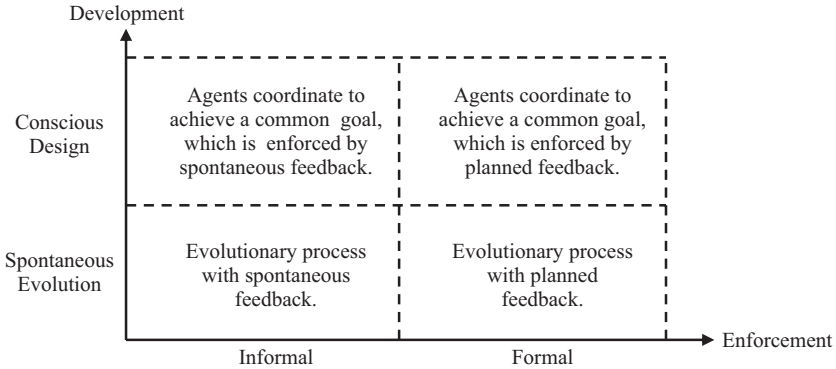 Development
Conscious
Design
Agents coordinate to
achieve a common goal,
which is enforced by
spontaneous feedback.
Agents coordinate to
achieve a common goal,
which is enforced by
planned feedback.
Spontaneous
Evolution
Evolutionary process
with spontaneous
feedback.
Evolutionary process
with planned
feedback.
Enforcement
Informal
Formal